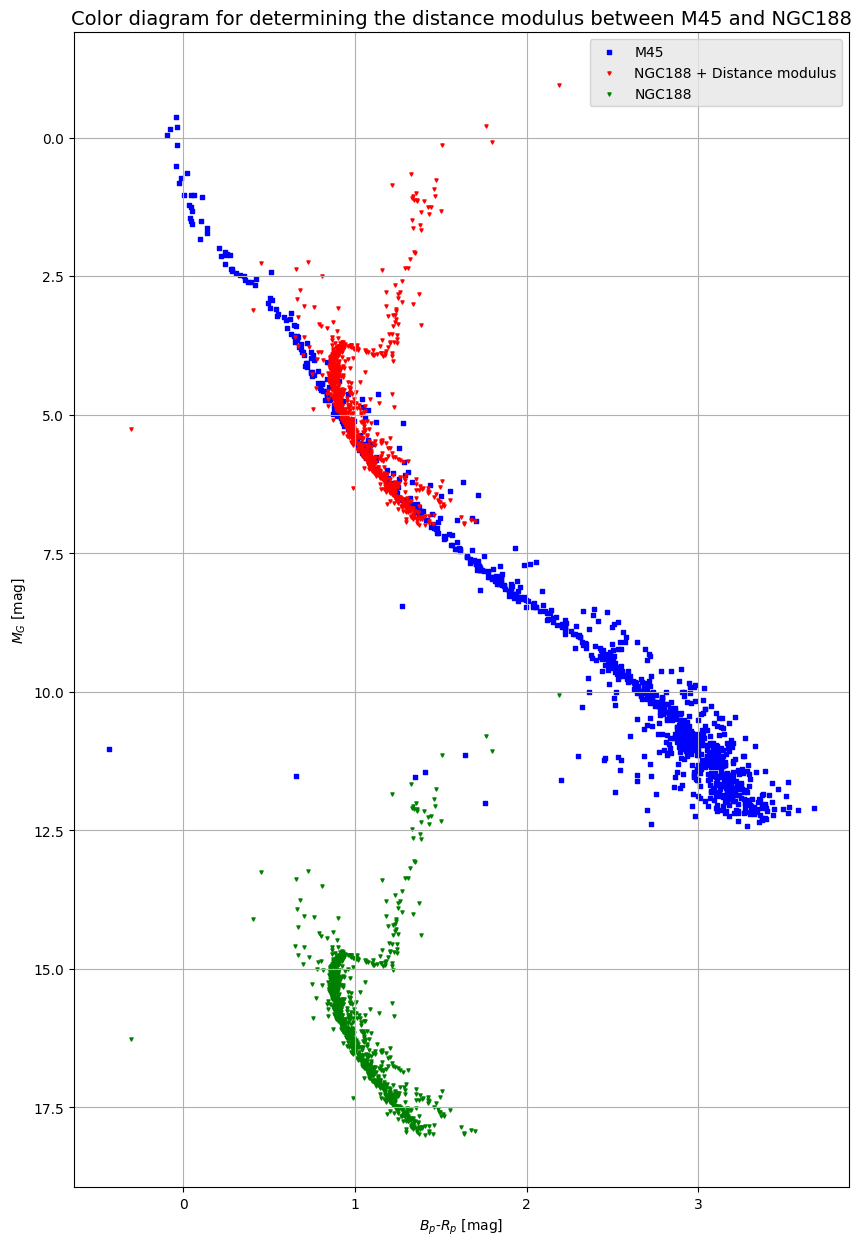 Color diagram for determining the distance modulus between M45 and NGC188
M45
NGC188 + Distance modulus
NGC188
0.0
2.5
5.0
7.5
10.0
12.5
15.0
17.5
M_G [mag]
0 1 2 3
B_p-R_p [mag]